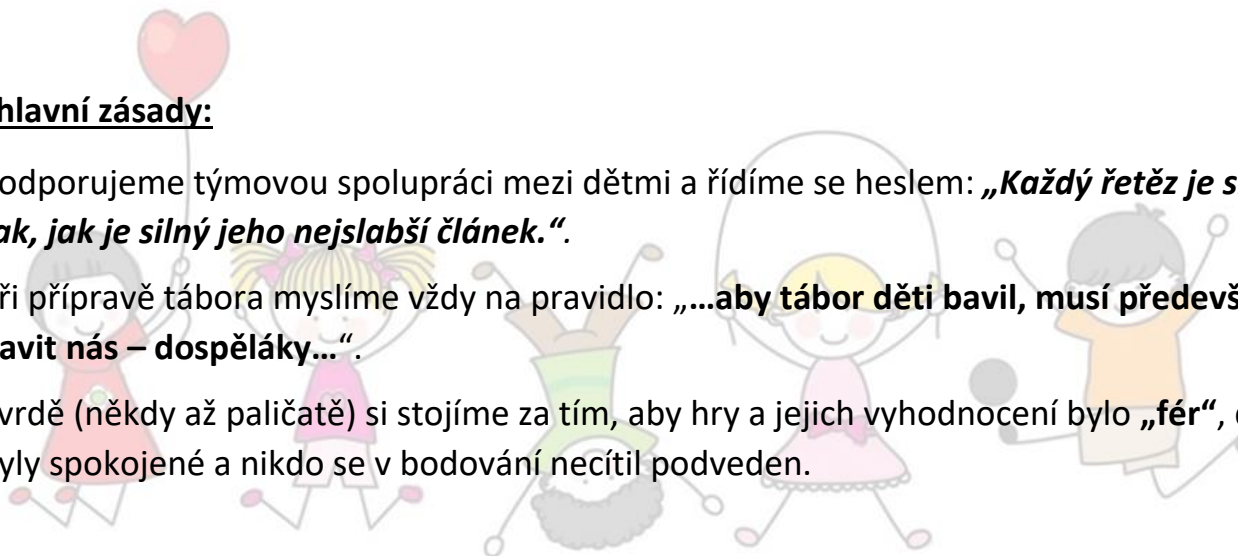 hlavní zásady:
odporujeme týmovou spolupráci mezi dětmi a řídíme se heslem: „Každý řetěz je s
ak, jak je silný jeho nejslabší článek.“.
ři přípravě tábora myslíme vždy na pravidlo: „…aby tábor děti bavil, musí předevš
avit nás – dospěláky…“.
vrdě (někdy až paličatě) si stojíme za tím, aby hry a jejich vyhodnocení bylo „fér“,
yly spokojené a nikdo se v bodování necítil podveden.